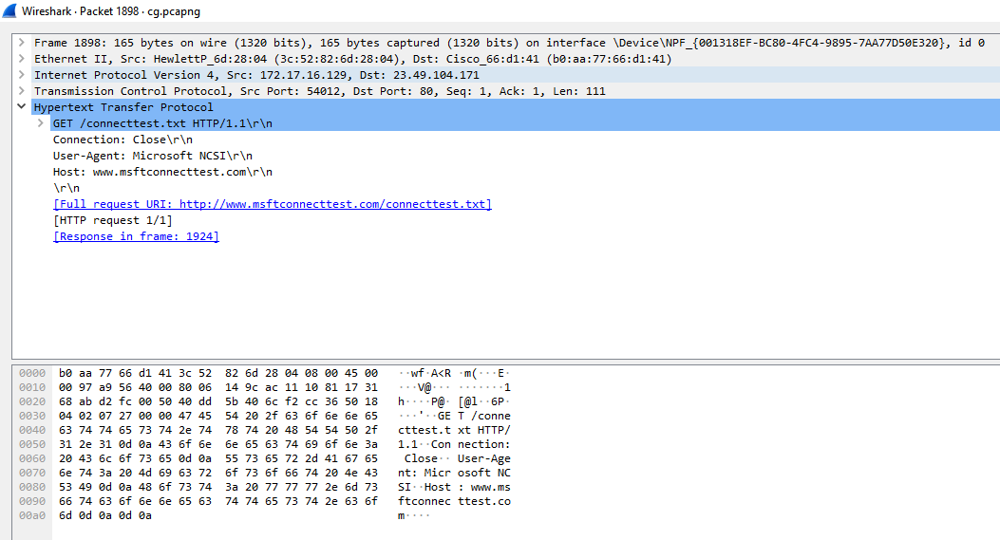 Wireshark · Packet 1898 · cg.pcapng
Frame 1898: 165 bytes on wire (1320 bits), 165 bytes captured (1320 bits) on interface \Device\NPF_{001318EF-BC80-4FC4-9895-7AA77D50E320}, id 0
Ethernet II, Src: HewlettP_6d:28:04 (3c:52:82:6d:28:04), Dst: Cisco_66:d1:41 (b0:aa:77:66:d1:41)
Internet Protocol Version 4, Src: 172.17.16.129, Dst: 23.49.104.171
Transmission Control Protocol, Src Port: 54012, Dst Port: 80, Seq: 1, Ack: 1, Len: 111
Hypertext Transfer Protocol
GET /connecttest.txt HTTP/1.1\r\n
Connection: Close\r\n
User-Agent: Microsoft NCSI\r\n
Host: www.msftconnecttest.com\r\n
\r\n
[Full request URI: http://www.msftconnecttest.com/connecttest.txt]
[HTTP request 1/1]
[Response in frame: 1924]
0000 b0 aa 77 66 d1 41 3c 52 82 6d 28 04 08 00 45 00 ··wf·A<R ·m(···E·
0010 00 97 a9 56 40 00 80 06 14 9c ac 11 10 81 17 31 ···V@··· ·······1
0020 68 ab d2 fc 00 50 40 dd 5b 40 6c f2 cc 36 50 18 h····P@· [@l··6P·
0030 04 02 07 27 00 00 47 45 54 20 2f 63 6f 6e 6e 65 ···'··GE T /conne
0040 63 74 74 65 73 74 2e 74 78 74 20 48 54 54 50 2f cttest.t xt HTTP/
0050 31 2e 31 0d 0a 43 6f 6e 6e 65 63 74 69 6f 6e 3a 1.1··Con nection:
0060 20 43 6c 6f 73 65 0d 0a 55 73 65 72 2d 41 67 65 Close·· User-Age
0070 6e 74 3a 20 4d 69 63 72 6f 73 6f 66 74 20 4e 43 nt: Micr osoft NC
0080 53 49 0d 0a 48 6f 73 74 3a 20 77 77 77 2e 6d 73 SI··Host : www.ms
0090 66 74 63 6f 6e 6e 65 63 74 74 65 73 74 2e 63 6f ftconnec ttest.co
00a0 6d 0d 0a 0d 0a m····